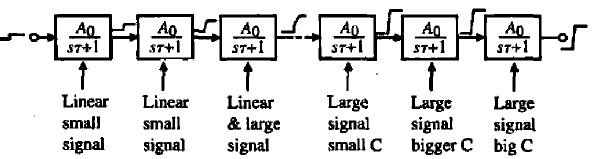 A0 A0 A0 A0 A0 A0
sτ+1 sτ+1 sτ+1 sτ+1 sτ+1 sτ+1
Linear Linear Linear Large Large Large
small small & large signal signal signal
signal signal signal small C bigger C big C